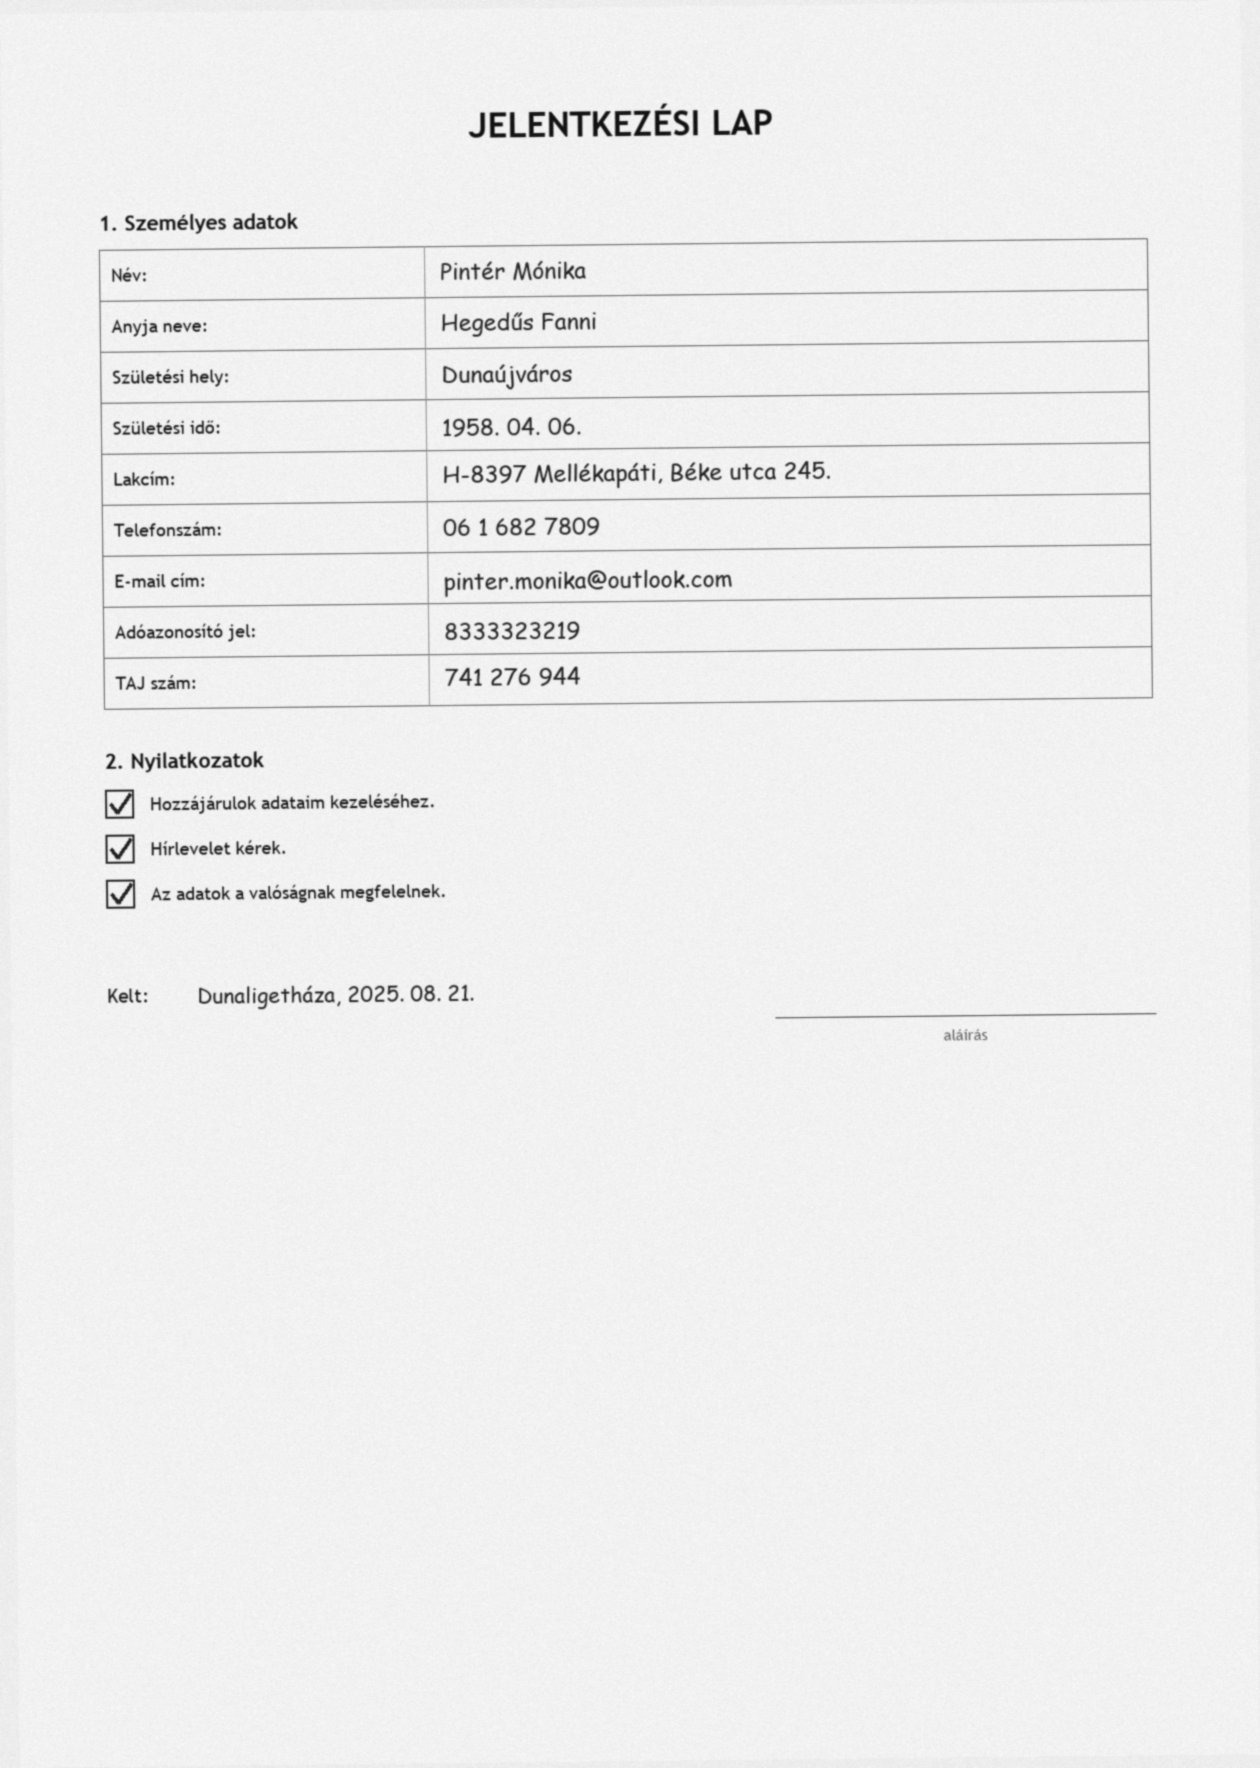 JELENTKEZÉSI LAP
1. Személyes adatok
Név: Pintér Mónika
Anyja neve: Hegedűs Fanni
Születési hely: Dunaújváros
Születési idő: 1958. 04. 06.
Lakcím: H-8397 Mellékapáti, Béke utca 245.
Telefonszám: 06 1 682 7809
E-mail cím: pinter.monika@outlook.com
Adóazonosító jel: 8333323219
TAJ szám: 741 276 944
2. Nyilatkozatok
Hozzájárulok adataim kezeléséhez.
Hírlevelet kérek.
Az adatok a valóságnak megfelelnek.
Kelt: Dunaligetháza, 2025. 08. 21.
aláírás